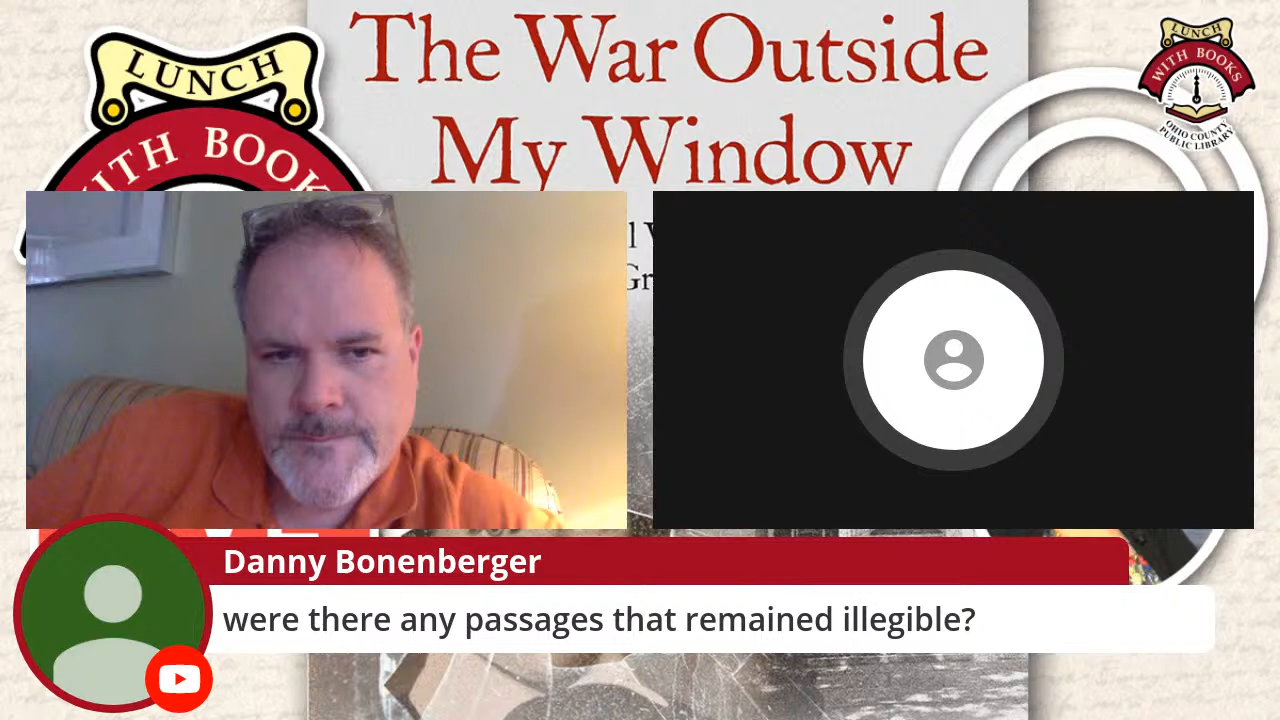 LUNCH
WITH BOOKS
The War Outside
My Window
LUNCH
WITH BOOKS
OHIO COUNTY
PUBLIC LIBRARY
Danny Bonenberger
were there any passages that remained illegible?